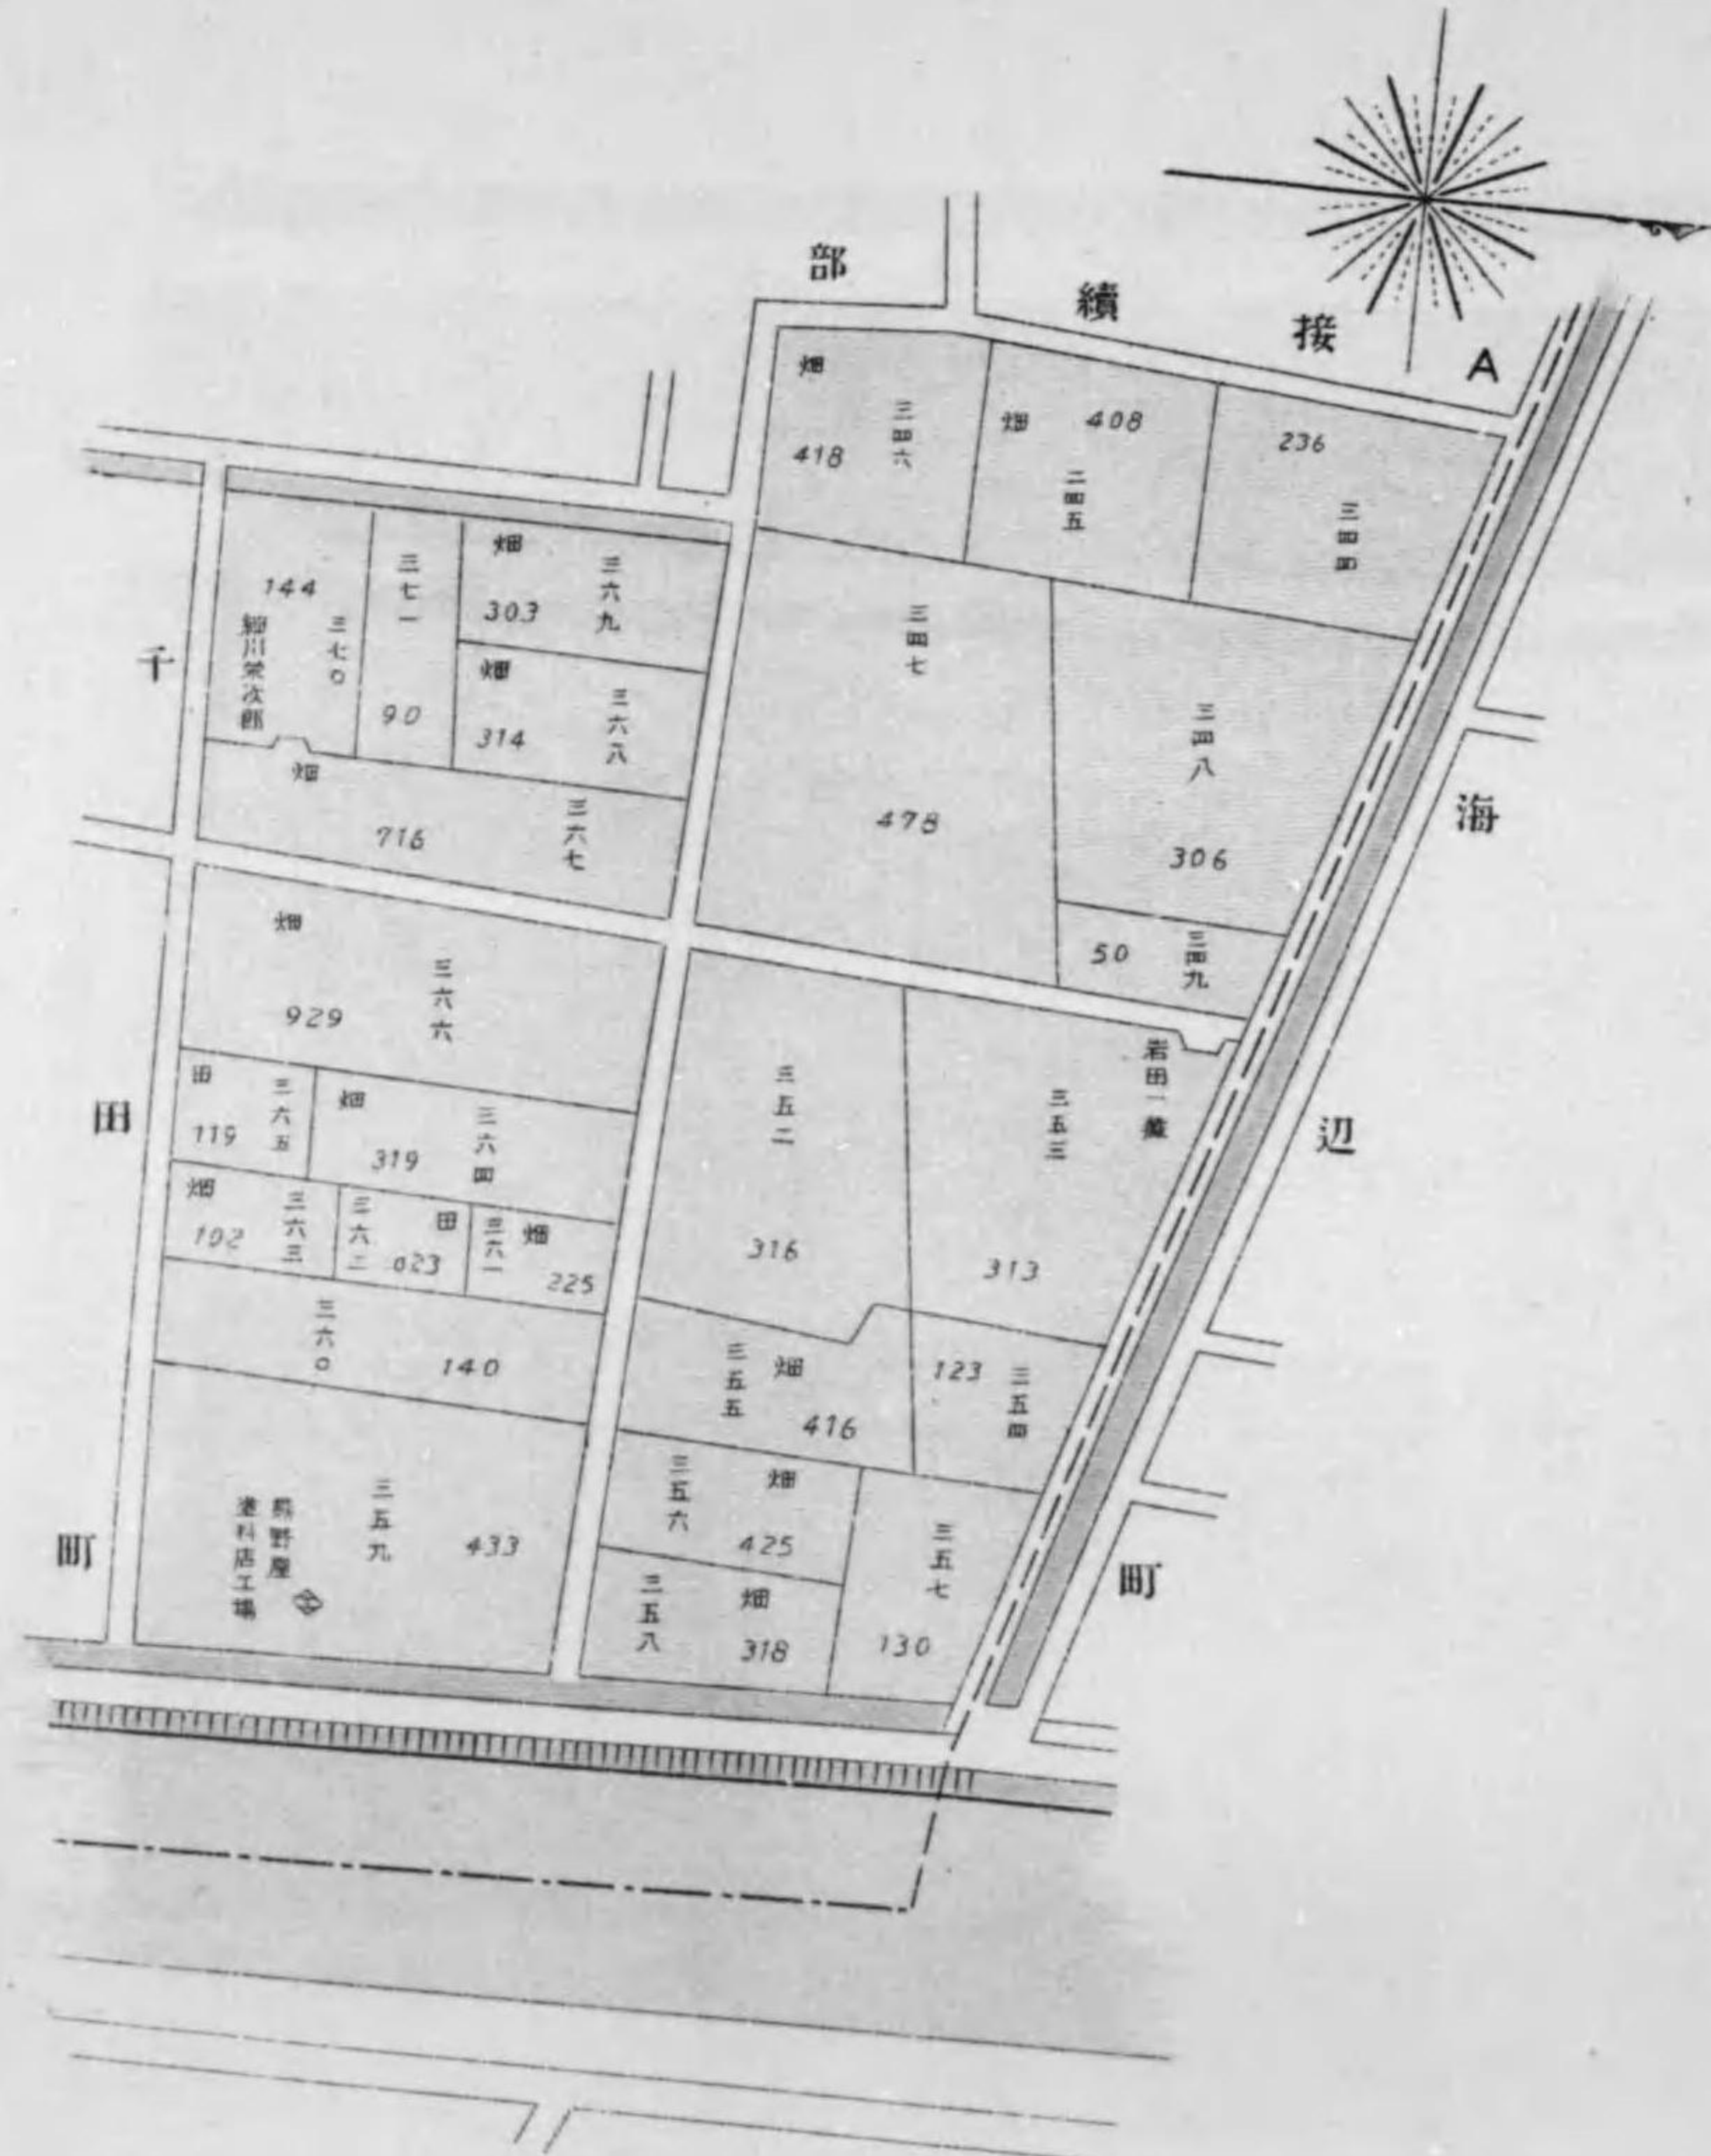 接續部
A
海辺町
千田町
畑
418
三四六
畑
408
二四五
236
三四四
144
三七〇
細川栄次郎
三七一
90
畑
303
三六九
畑
314
三六八
畑
716
三六七
三四七
478
三四八
306
50
三四九
畑
929
三六六
田
119
三六五
畑
319
三六四
畑
102
三六三
三六二
田
023
三六一
畑
225
三六〇
140
三五九
433
熊野屋
塗料店工場
三五二
316
三五三
岩田一
313
三五五
畑
416
123
三五四
三五六
畑
425
三五八
畑
318
三五七
130